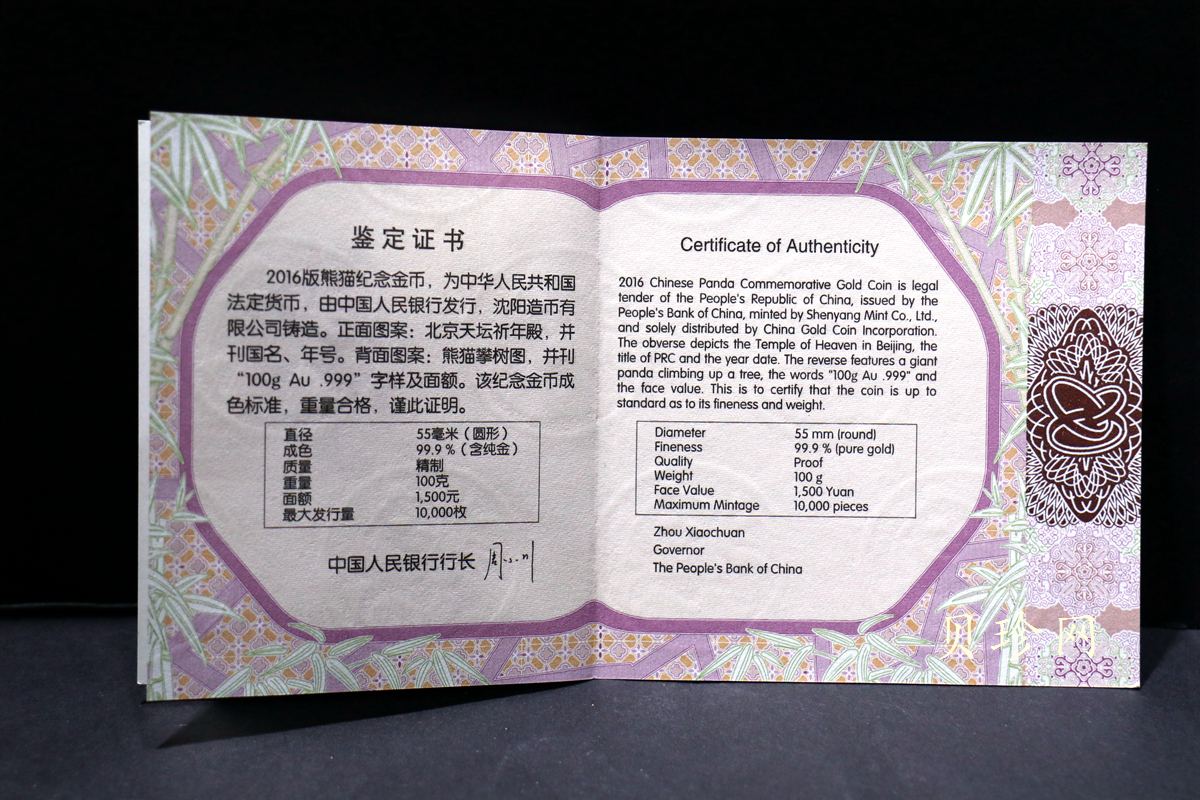 鉴定证书
2016版熊猫纪念金币，为中华人民共和国
法定货币，由中国人民银行发行，沈阳造币有
限公司铸造。正面图案：北京天坛祈年殿，并
刊国名、年号。背面图案：熊猫攀树图，并刊
“100g Au .999”字样及面额。该纪念金币成
色标准，重量合格，谨此证明。
直径 55毫米（圆形）
成色 99.9％（含纯金）
质量 精制
重量 100克
面额 1,500元
最大发行量 10,000枚
中国人民银行行长 周小川
Certificate of Authenticity
2016 Chinese Panda Commemorative Gold Coin is legal
tender of the People's Republic of China, issued by the
People's Bank of China, minted by Shenyang Mint Co., Ltd.,
and solely distributed by China Gold Coin Incorporation.
The obverse depicts the Temple of Heaven in Beijing, the
title of PRC and the year date. The reverse features a giant
panda climbing up a tree, the words "100g Au .999" and
the face value. This is to certify that the coin is up to
standard as to its fineness and weight.
Diameter 55 mm (round)
Fineness 99.9 % (pure gold)
Quality Proof
Weight 100 g
Face Value 1,500 Yuan
Maximum Mintage 10,000 pieces
Zhou Xiaochuan
Governor
The People's Bank of China
贝珍网